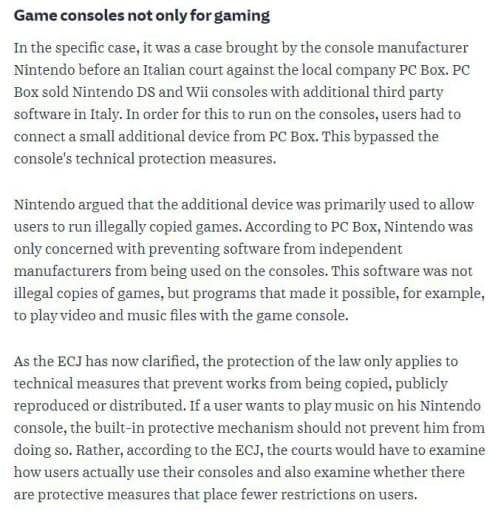 Game consoles not only for gaming
In the specific case, it was a case brought by the console manufacturer
Nintendo before an Italian court against the local company PC Box. PC
Box sold Nintendo DS and Wii consoles with additional third party
software in Italy. In order for this to run on the consoles, users had to
connect a small additional device from PC Box. This bypassed the
console's technical protection measures.
Nintendo argued that the additional device was primarily used to allow
users to run illegally copied games. According to PC Box, Nintendo was
only concerned with preventing software from independent
manufacturers from being used on the consoles. This software was not
illegal copies of games, but programs that made it possible, for example,
to play video and music files with the game console.
As the ECJ has now clarified, the protection of the law only applies to
technical measures that prevent works from being copied, publicly
reproduced or distributed. If a user wants to play music on his Nintendo
console, the built-in protective mechanism should not prevent him from
doing so. Rather, according to the ECJ, the courts would have to examine
how users actually use their consoles and also examine whether there
are protective measures that place fewer restrictions on users.